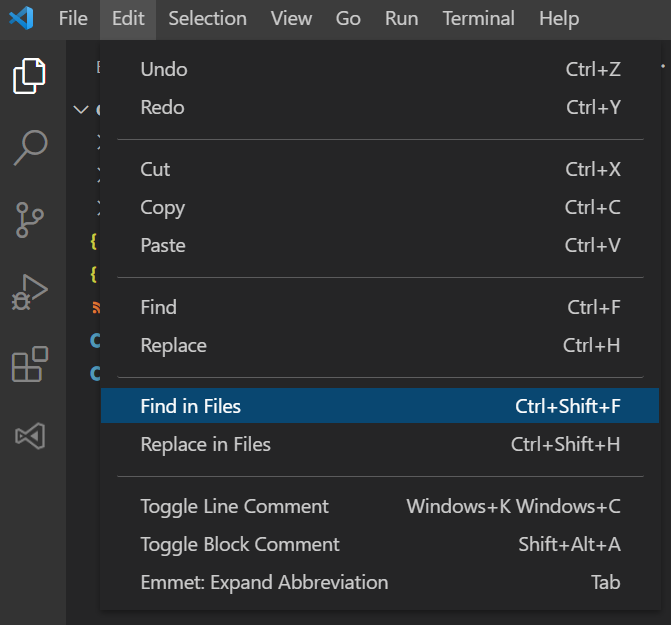 File Edit Selection View Go Run Terminal Help
Undo Ctrl+Z
Redo Ctrl+Y
Cut Ctrl+X
Copy Ctrl+C
Paste Ctrl+V
Find Ctrl+F
Replace Ctrl+H
Find in Files Ctrl+Shift+F
Replace in Files Ctrl+Shift+H
Toggle Line Comment Windows+K Windows+C
Toggle Block Comment Shift+Alt+A
Emmet: Expand Abbreviation Tab